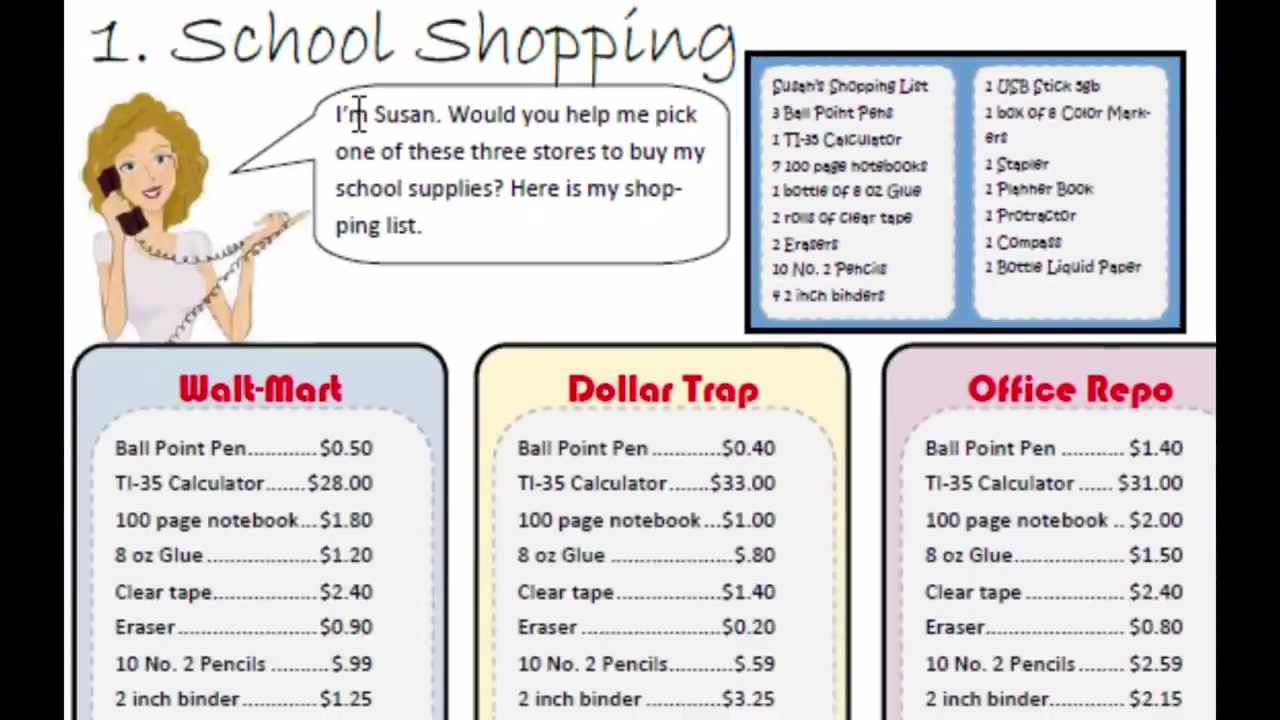 1. School Shopping
I'm Susan. Would you help me pick
one of these three stores to buy my
school supplies? Here is my shop-
ping list.
Susan's Shopping List
3 Ball Point Pens
1 TI-35 Calculator
7 100 page notebooks
1 bottle of 8 oz Glue
2 rolls of clear tape
2 Erasers
10 No. 2 Pencils
4 2 inch binders
1 USB Stick 5gb
1 box of 8 Color Mark-
ers
1 Stapler
1 Planner Book
1 Protractor
1 Compass
1 Bottle Liquid Paper
Walt-Mart
Ball Point Pen............$0.50
TI-35 Calculator.......$28.00
100 page notebook...$1.80
8 oz Glue.....................$1.20
Clear tape...................$2.40
Eraser.........................$0.90
10 No. 2 Pencils .........$.99
2 inch binder..............$1.25
Dollar Trap
Ball Point Pen ............$0.40
TI-35 Calculator.......$33.00
100 page notebook...$1.00
8 oz Glue ......................$.80
Clear tape...................$1.40
Eraser .........................$0.20
10 No. 2 Pencils...........$.59
2 inch binder ..............$3.25
Office Repo
Ball Point Pen ........... $1.40
TI-35 Calculator ...... $31.00
100 page notebook .. $2.00
8 oz Glue.................... $1.50
Clear tape .................. $2.40
Eraser......................... $0.80
10 No. 2 Pencils ........ $2.59
2 inch binder............. $2.15